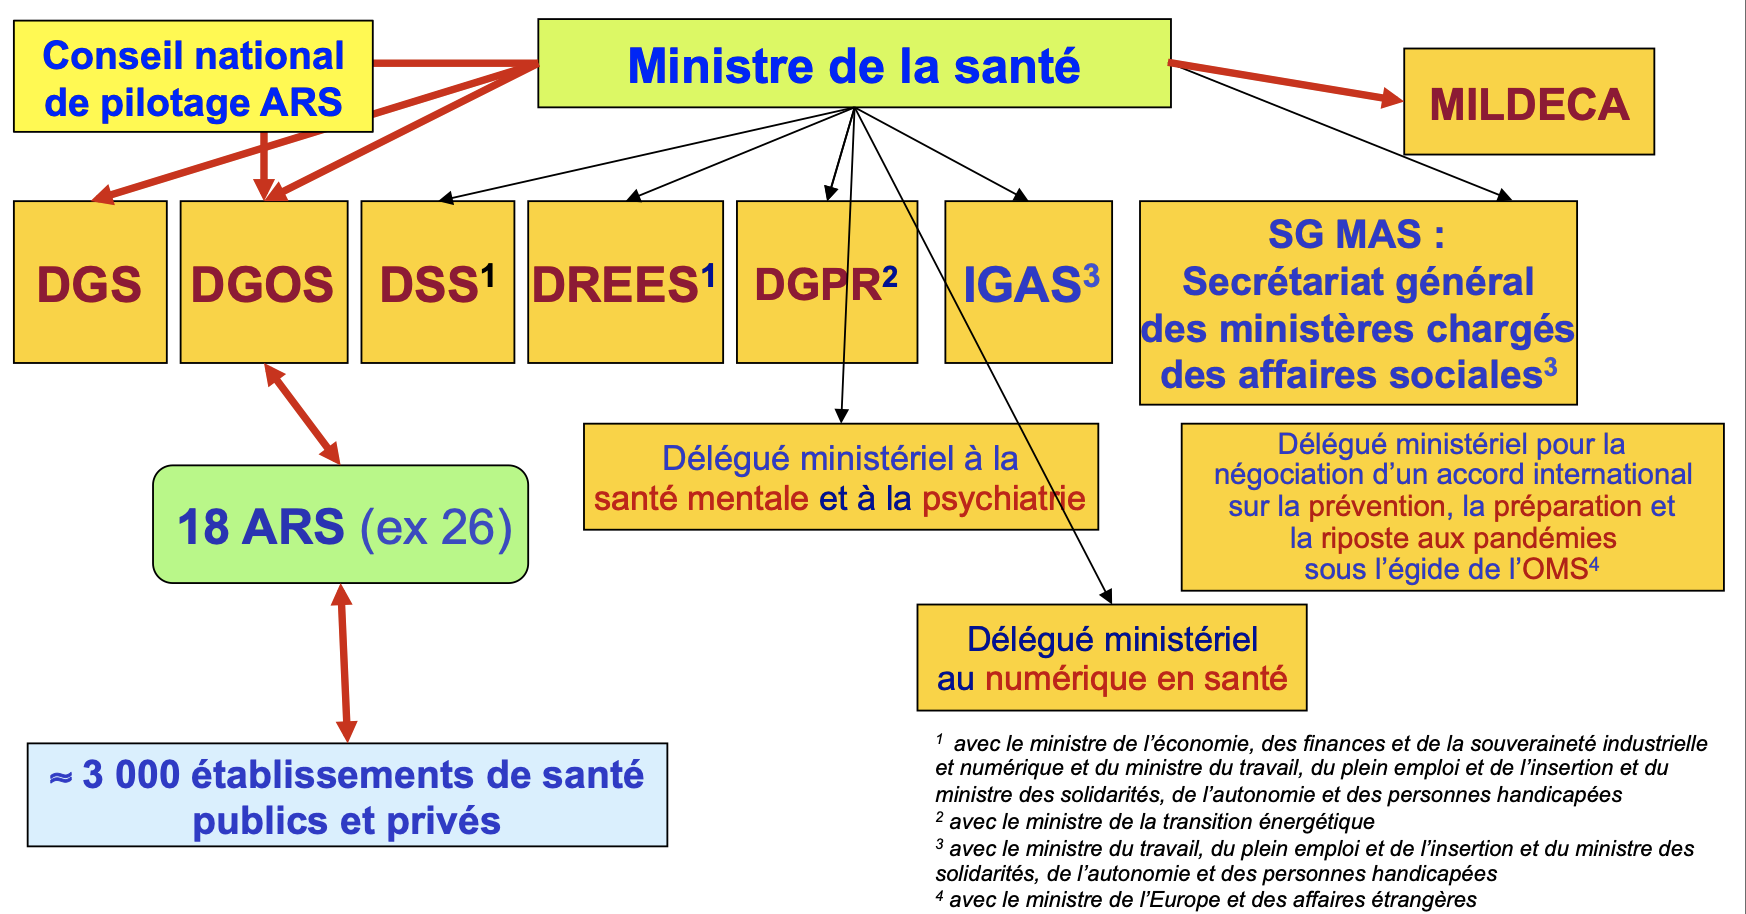 Conseil national
de pilotage ARS
Ministre de la santé
MILDECA
DGS
DGOS
DSS¹
DREES¹
DGPR²
IGAS³
SG MAS :
Secrétariat général
des ministères chargés
des affaires sociales³
Délégué ministériel à la
santé mentale et à la psychiatrie
Délégué ministériel pour la
négociation d’un accord international
sur la prévention, la préparation et
la riposte aux pandémies
sous l’égide de l’OMS⁴
18 ARS (ex 26)
Délégué ministériel
au numérique en santé
≈ 3 000 établissements de santé
publics et privés
¹ avec le ministre de l’économie, des finances et de la souveraineté industrielle
et numérique et du ministre du travail, du plein emploi et de l’insertion et du
ministre des solidarités, de l’autonomie et des personnes handicapées
² avec le ministre de la transition énergétique
³ avec le ministre du travail, du plein emploi et de l’insertion et du ministre des
solidarités, de l’autonomie et des personnes handicapées
⁴ avec le ministre de l’Europe et des affaires étrangères